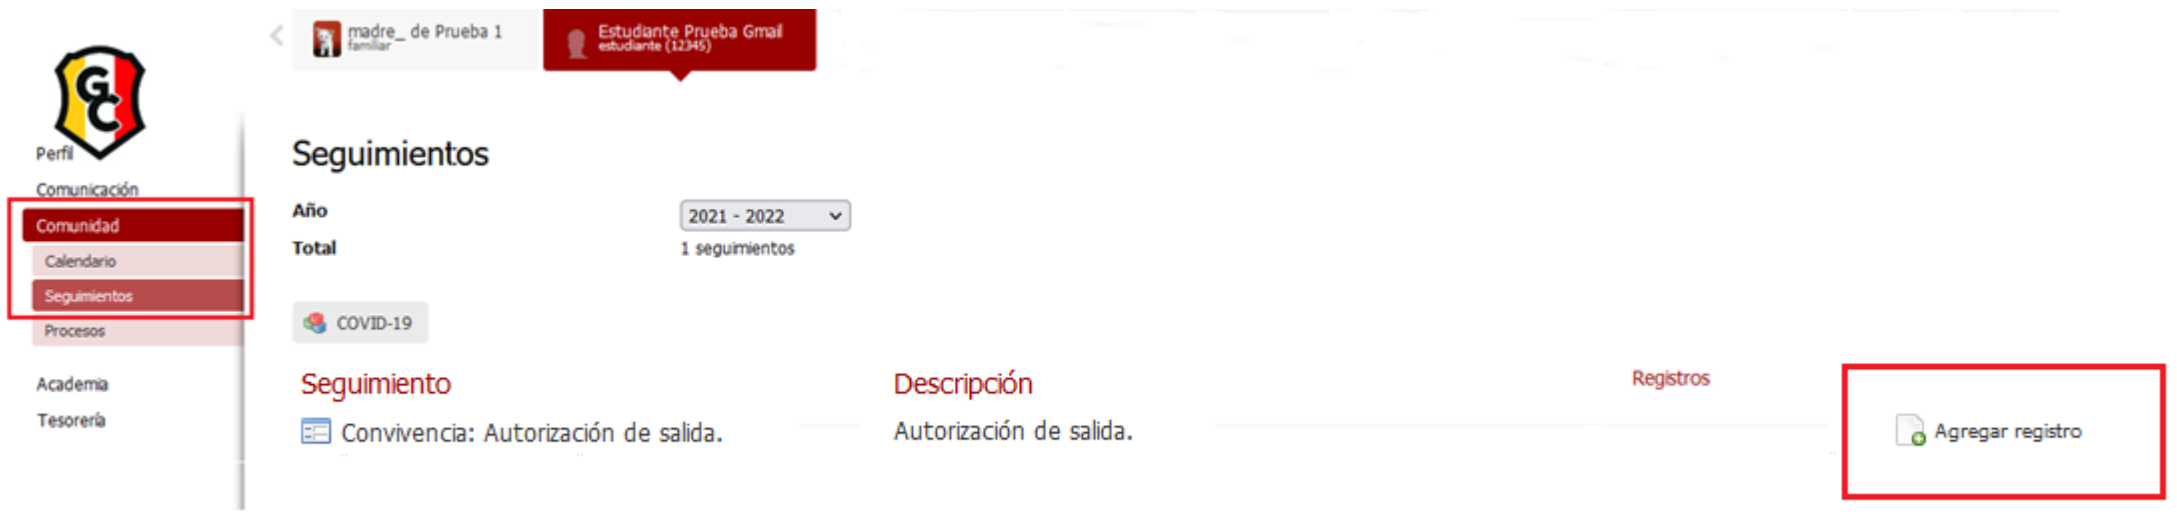 madre_ de Prueba 1
familiar
Estudiante Prueba Gmail
estudiante (12345)
GC
Perfil
Comunicación
Comunidad
Calendario
Seguimientos
Procesos
Academia
Tesorería
Seguimientos
Año 2021 - 2022
Total 1 seguimientos
COVID-19
Seguimiento Descripción Registros
Convivencia: Autorización de salida. Autorización de salida. Agregar registro